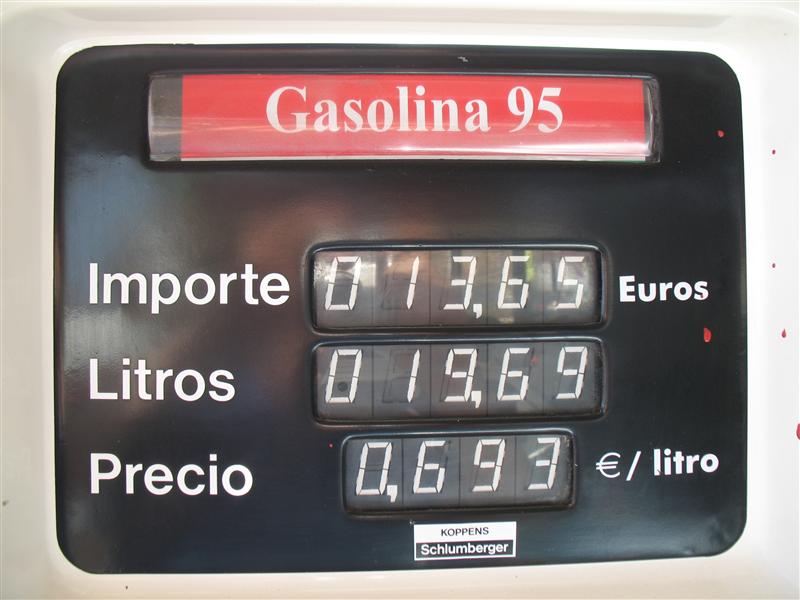 Gasolina 95
Importe 013,65 Euros
Litros 019,69
Precio 0,693 €/ litro
KOPPENS
Schlumberger